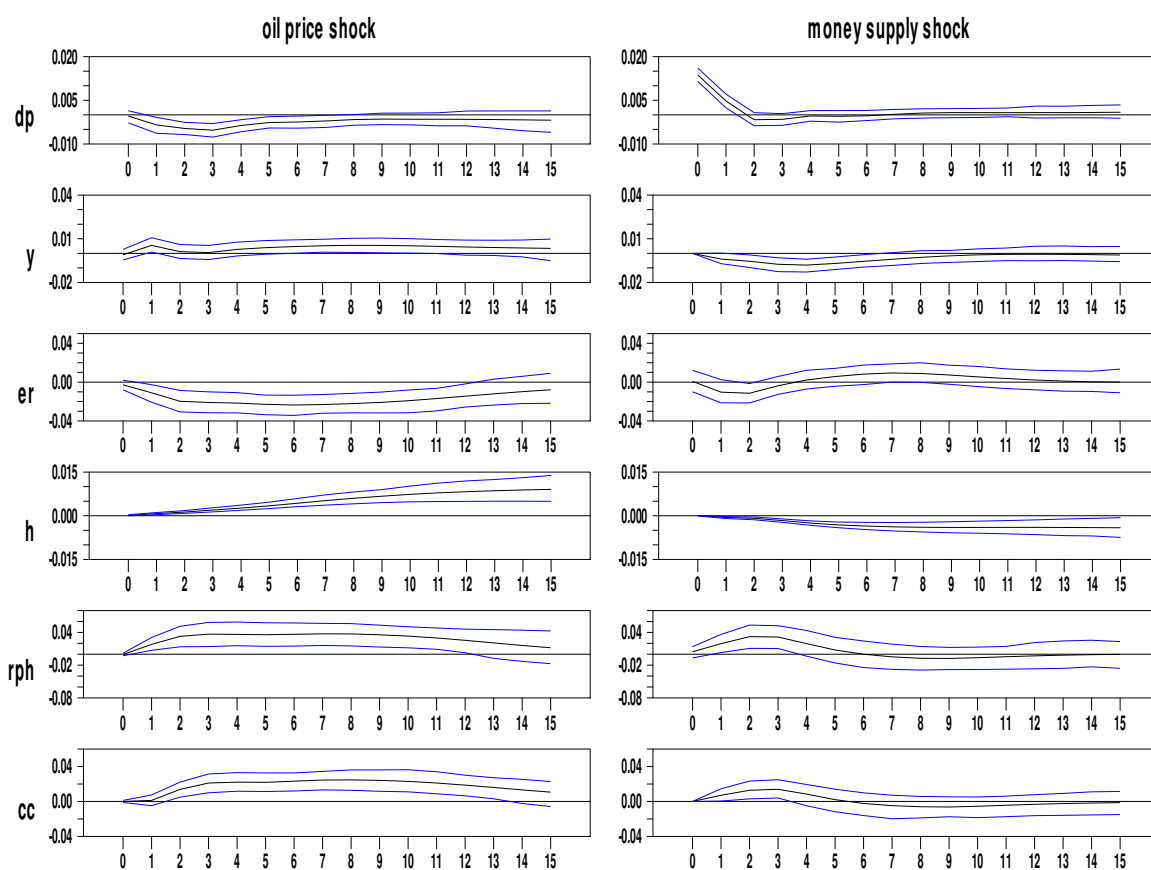 oil price shock money supply shock
0.020 0.020
dp 0.005 0.005
-0.010 -0.010
0 1 2 3 4 5 6 7 8 9 10 11 12 13 14 15 0 1 2 3 4 5 6 7 8 9 10 11 12 13 14 15
0.04 0.04
y 0.01 0.01
-0.02 -0.02
0 1 2 3 4 5 6 7 8 9 10 11 12 13 14 15 0 1 2 3 4 5 6 7 8 9 10 11 12 13 14 15
0.04 0.04
er 0.00 0.00
-0.04 -0.04
0 1 2 3 4 5 6 7 8 9 10 11 12 13 14 15 0 1 2 3 4 5 6 7 8 9 10 11 12 13 14 15
0.015 0.015
h 0.000 0.000
-0.015 -0.015
0 1 2 3 4 5 6 7 8 9 10 11 12 13 14 15 0 1 2 3 4 5 6 7 8 9 10 11 12 13 14 15
0.04 0.04
rph -0.02 -0.02
-0.08 -0.08
0 1 2 3 4 5 6 7 8 9 10 11 12 13 14 15 0 1 2 3 4 5 6 7 8 9 10 11 12 13 14 15
0.04 0.04
cc 0.00 0.00
-0.04 -0.04
0 1 2 3 4 5 6 7 8 9 10 11 12 13 14 15 0 1 2 3 4 5 6 7 8 9 10 11 12 13 14 15